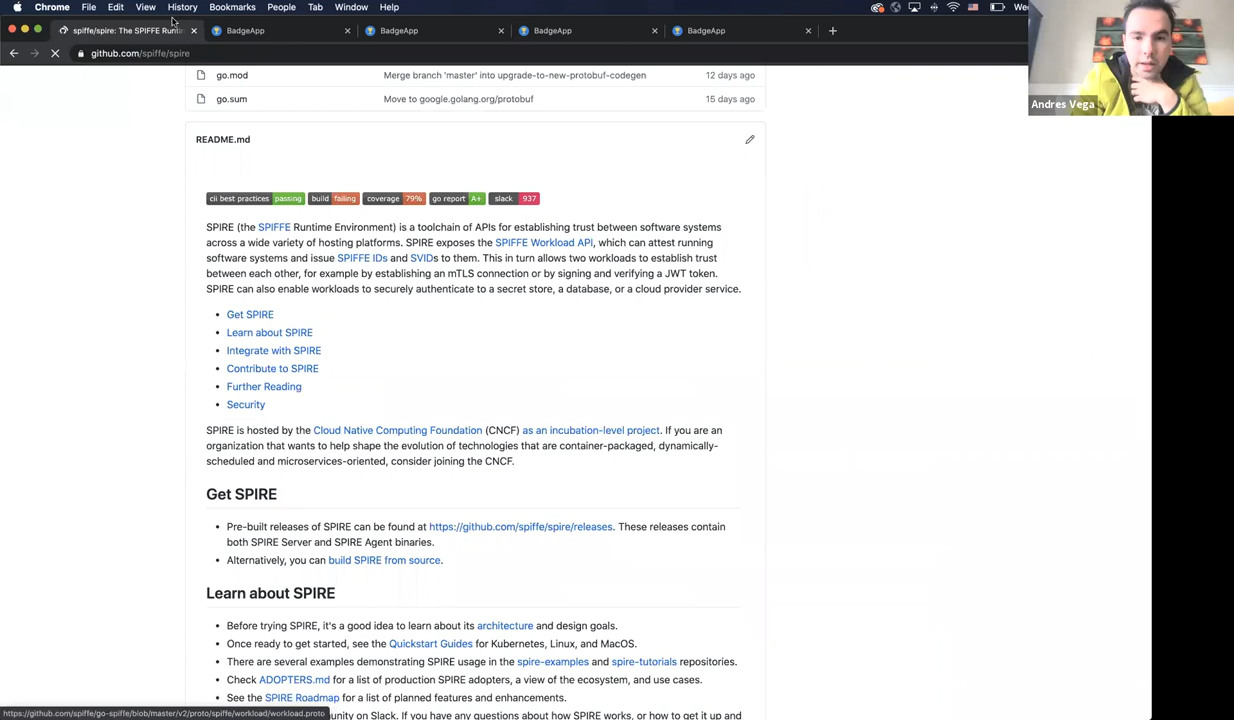 Chrome File Edit View History Bookmarks People Tab Window Help
spiffe/spire: The SPIFFE Runti
BadgeApp
BadgeApp
BadgeApp
BadgeApp
github.com/spiffe/spire
Andres Vega
go.mod Merge branch 'master' into upgrade-to-new-protobuf-codegen 12 days ago
go.sum Move to google.golang.org/protobuf 15 days ago
README.md
cii best practices passing build failing coverage 79% go report A+ slack 937
SPIRE (the SPIFFE Runtime Environment) is a toolchain of APIs for establishing trust between software systems
across a wide variety of hosting platforms. SPIRE exposes the SPIFFE Workload API, which can attest running
software systems and issue SPIFFE IDs and SVIDs to them. This in turn allows two workloads to establish trust
between each other, for example by establishing an mTLS connection or by signing and verifying a JWT token.
SPIRE can also enable workloads to securely authenticate to a secret store, a database, or a cloud provider service.
• Get SPIRE
• Learn about SPIRE
• Integrate with SPIRE
• Contribute to SPIRE
• Further Reading
• Security
SPIRE is hosted by the Cloud Native Computing Foundation (CNCF) as an incubation-level project. If you are an
organization that wants to help shape the evolution of technologies that are container-packaged, dynamically-
scheduled and microservices-oriented, consider joining the CNCF.
Get SPIRE
• Pre-built releases of SPIRE can be found at https://github.com/spiffe/spire/releases. These releases contain
both SPIRE Server and SPIRE Agent binaries.
• Alternatively, you can build SPIRE from source.
Learn about SPIRE
• Before trying SPIRE, it's a good idea to learn about its architecture and design goals.
• Once ready to get started, see the Quickstart Guides for Kubernetes, Linux, and MacOS.
• There are several examples demonstrating SPIRE usage in the spire-examples and spire-tutorials repositories.
• Check ADOPTERS.md for a list of production SPIRE adopters, a view of the ecosystem, and use cases.
• See the SPIRE Roadmap for a list of planned features and enhancements.
unity on Slack. If you have any questions about how SPIRE works, or how to get it up and
https://github.com/spiffe/go-spiffe/blob/master/v2/proto/spiffe/workload/workload.proto